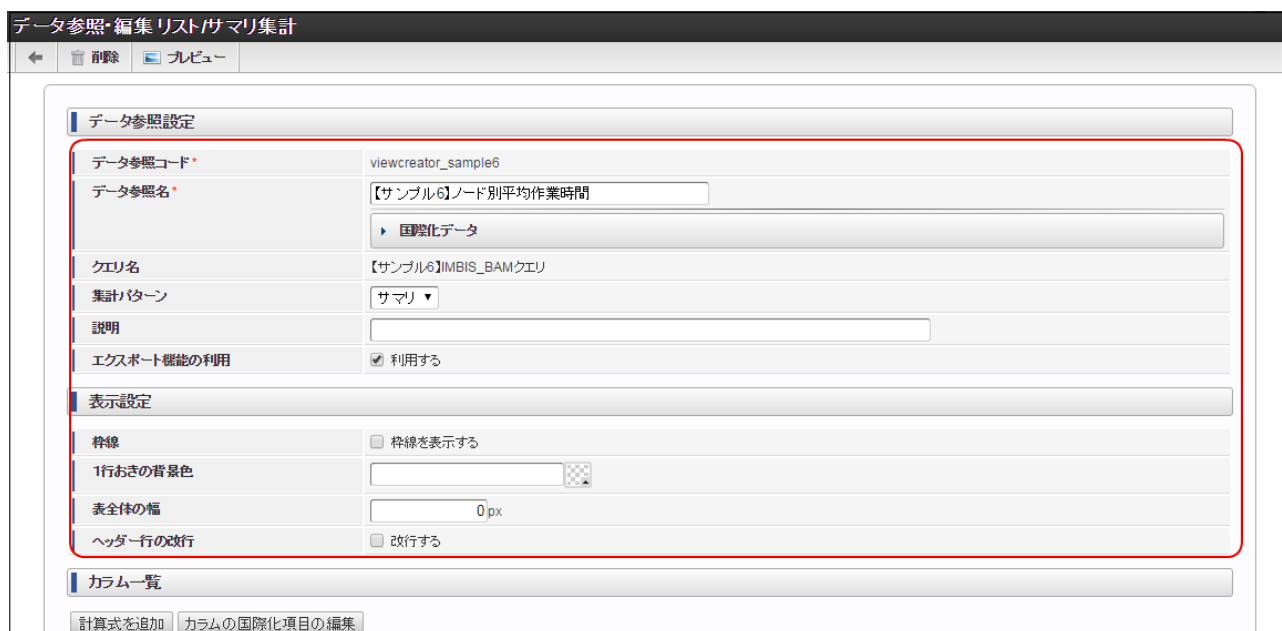 データ参照・編集 リスト/サマリ集計
削除 プレビュー
データ参照設定
データ参照コード* viewcreator_sample6
データ参照名* 【サンプル6】ノード別平均作業時間
国際化データ
クエリ名 【サンプル6】IMBIS_BAMクエリ
集計パターン サマリ
説明
エクスポート機能の利用 利用する
表示設定
枠線 枠線を表示する
1行おきの背景色
表全体の幅 0 px
ヘッダー行の改行 改行する
カラム一覧
計算式を追加 カラムの国際化項目の編集